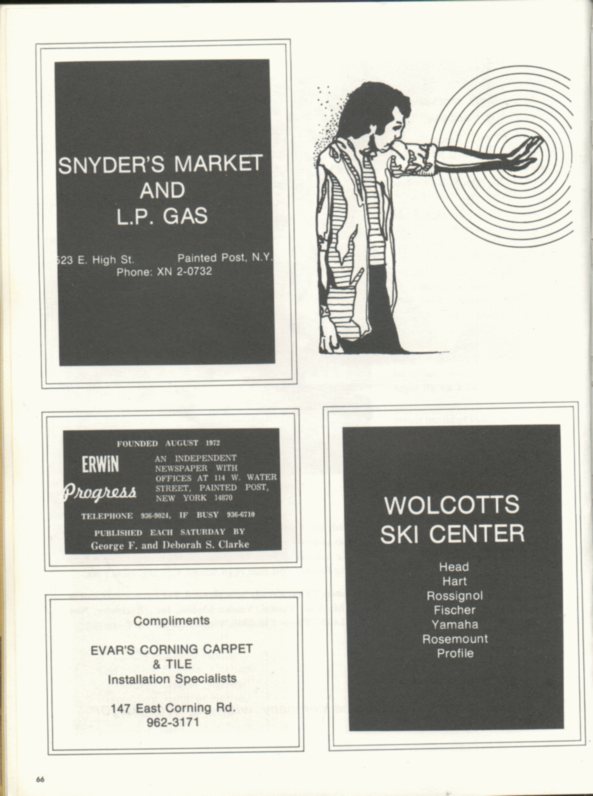 SNYDER'S MARKET
AND
L.P. GAS
523 E. High St. Painted Post, N.Y.
Phone: XN 2-0732
FOUNDED AUGUST 1972
ERWIN
Progress
AN INDEPENDENT
NEWSPAPER WITH
OFFICES AT 114 W. WATER
STREET, PAINTED POST,
NEW YORK 14870
TELEPHONE 936-9024, IF BUSY 936-6710
PUBLISHED EACH SATURDAY BY
George F. and Deborah S. Clarke
Compliments
EVAR'S CORNING CARPET
& TILE
Installation Specialists
147 East Corning Rd.
962-3171
WOLCOTTS
SKI CENTER
Head
Hart
Rossignol
Fischer
Yamaha
Rosemount
Profile
66